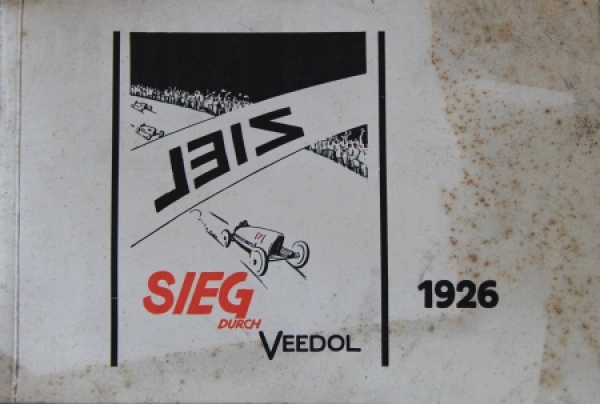 ZIEL
SIEG
DURCH
VEEDOL
1926